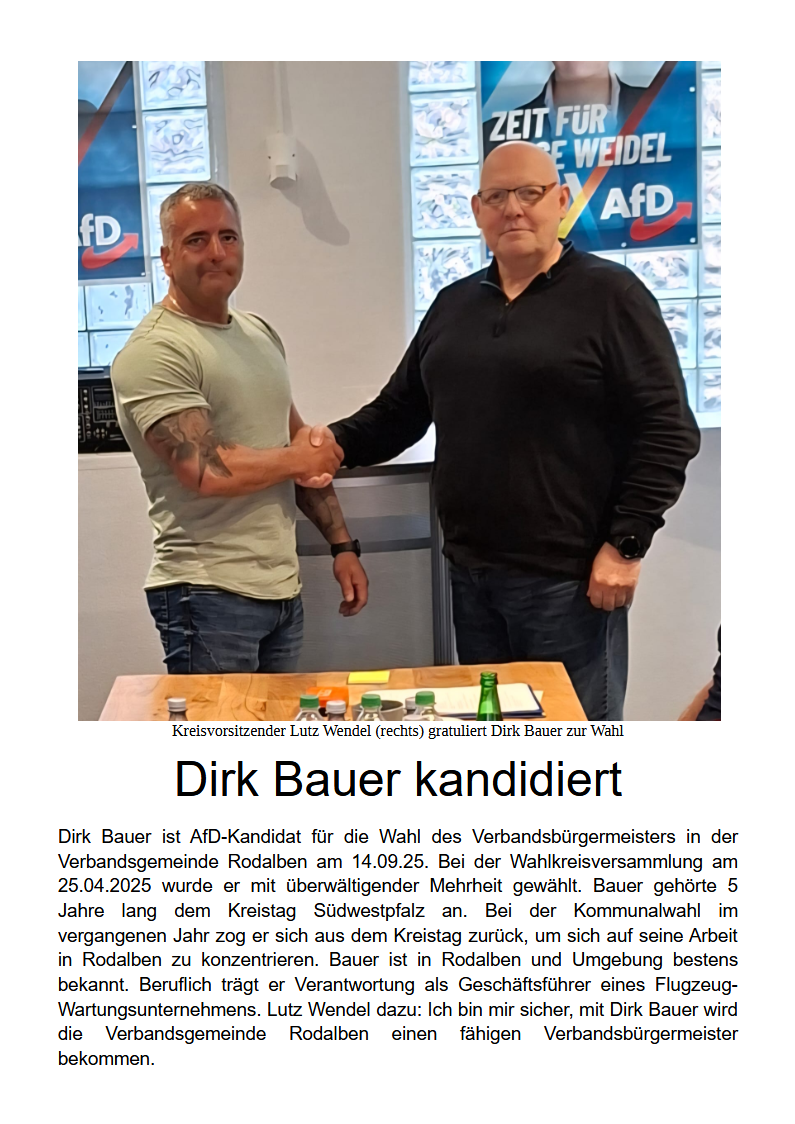 ZEIT FÜR
WEIDEL
AfD
Kreisvorsitzender Lutz Wendel (rechts) gratuliert Dirk Bauer zur Wahl
Dirk Bauer kandidiert
Dirk Bauer ist AfD-Kandidat für die Wahl des Verbandsbürgermeisters in der
Verbandsgemeinde Rodalben am 14.09.25. Bei der Wahlkreisversammlung am
25.04.2025 wurde er mit überwältigender Mehrheit gewählt. Bauer gehörte 5
Jahre lang dem Kreistag Südwestpfalz an. Bei der Kommunalwahl im
vergangenen Jahr zog er sich aus dem Kreistag zurück, um sich auf seine Arbeit
in Rodalben zu konzentrieren. Bauer ist in Rodalben und Umgebung bestens
bekannt. Beruflich trägt er Verantwortung als Geschäftsführer eines Flugzeug-
Wartungsunternehmens. Lutz Wendel dazu: Ich bin mir sicher, mit Dirk Bauer wird
die Verbandsgemeinde Rodalben einen fähigen Verbandsbürgermeister
bekommen.